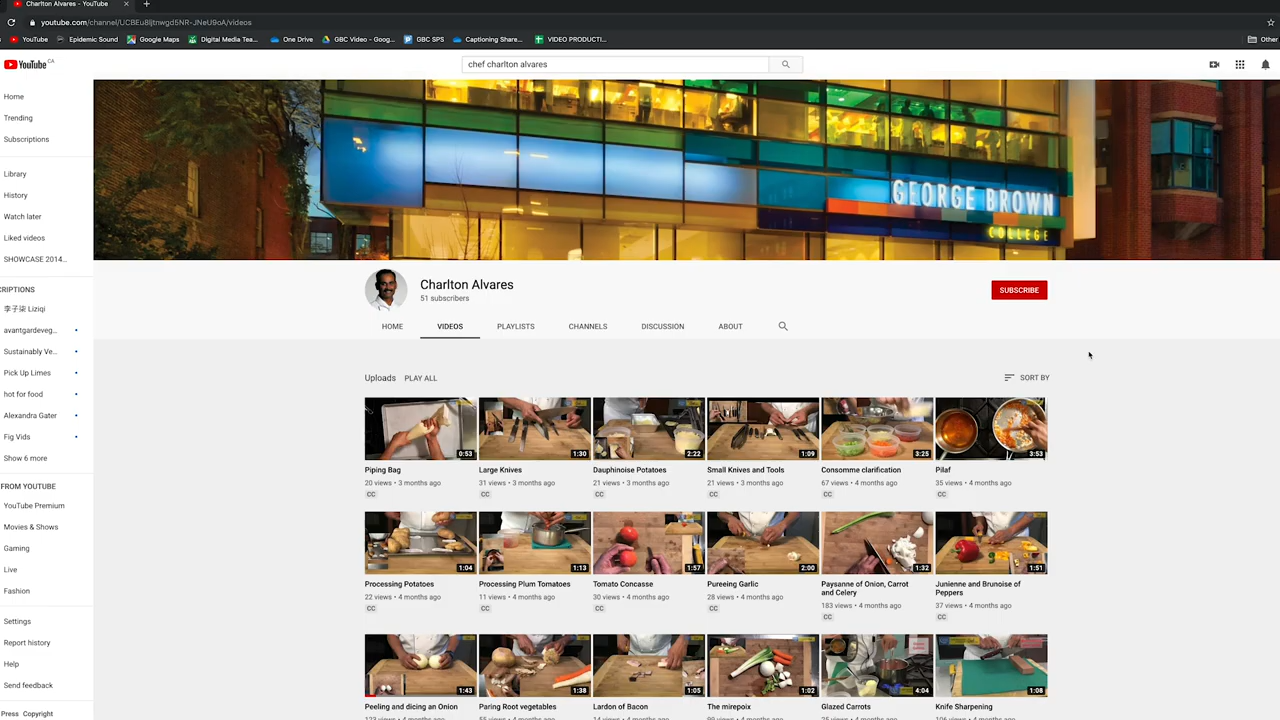 Charlton Alvares - YouTube
youtube.com/channel/UCBEu8ljtnwgd5NR-JNeU9oA/videos
YouTube Epidemic Sound Google Maps Digital Media Tea... One Drive GBC Video - Goog... GBC SPS Captioning Share... VIDEO PRODUCTI... Other
YouTube CA
chef charlton alvares
Home
Trending
Subscriptions
Library
History
Watch later
Liked videos
SHOWCASE 2014...
CRIPTIONS
李子柒 Liziqi
avantgardeveg...
Sustainably Ve...
Pick Up Limes
hot for food
Alexandra Gater
Fig Vids
Show 6 more
FROM YOUTUBE
YouTube Premium
Movies & Shows
Gaming
Live
Fashion
Settings
Report history
Help
Send feedback
Press Copyright
GEORGE BROWN
COLLEGE
Charlton Alvares
51 subscribers
SUBSCRIBE
HOME VIDEOS PLAYLISTS CHANNELS DISCUSSION ABOUT
Uploads PLAY ALL SORT BY
0:53 1:30 2:22 1:09 3:25 3:53
Piping Bag Large Knives Dauphinoise Potatoes Small Knives and Tools Consomme clarification Pilaf
20 views • 3 months ago 31 views • 3 months ago 21 views • 3 months ago 21 views • 3 months ago 67 views • 4 months ago 35 views • 4 months ago
CC CC CC CC CC CC
1:04 1:13 1:57 2:00 1:32 1:51
Processing Potatoes Processing Plum Tomatoes Tomato Concasse Pureeing Garlic Paysanne of Onion, Carrot and Celery Junienne and Brunoise of Peppers
22 views • 4 months ago 11 views • 4 months ago 30 views • 4 months ago 28 views • 4 months ago 183 views • 4 months ago 37 views • 4 months ago
CC CC CC CC CC CC
1:43 1:38 1:05 1:02 4:04 1:08
Peeling and dicing an Onion Paring Root vegetables Lardon of Bacon The mirepoix Glazed Carrots Knife Sharpening